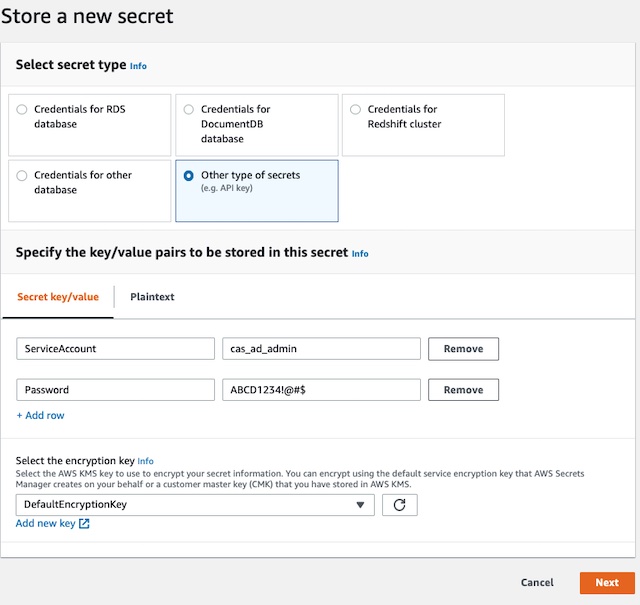 Store a new secret
Select secret type Info
Credentials for RDS
database
Credentials for
DocumentDB
database
Credentials for
Redshift cluster
Credentials for other
database
Other type of secrets
(e.g. API key)
Specify the key/value pairs to be stored in this secret Info
Secret key/value
Plaintext
ServiceAccount
cas_ad_admin
Remove
Password
ABCD1234!@#$
Remove
+ Add row
Select the encryption key Info
Select the AWS KMS key to use to encrypt your secret information. You can encrypt using the default service encryption key that AWS Secrets
Manager creates on your behalf or a customer master key (CMK) that you have stored in AWS KMS.
DefaultEncryptionKey
Add new key
Cancel
Next